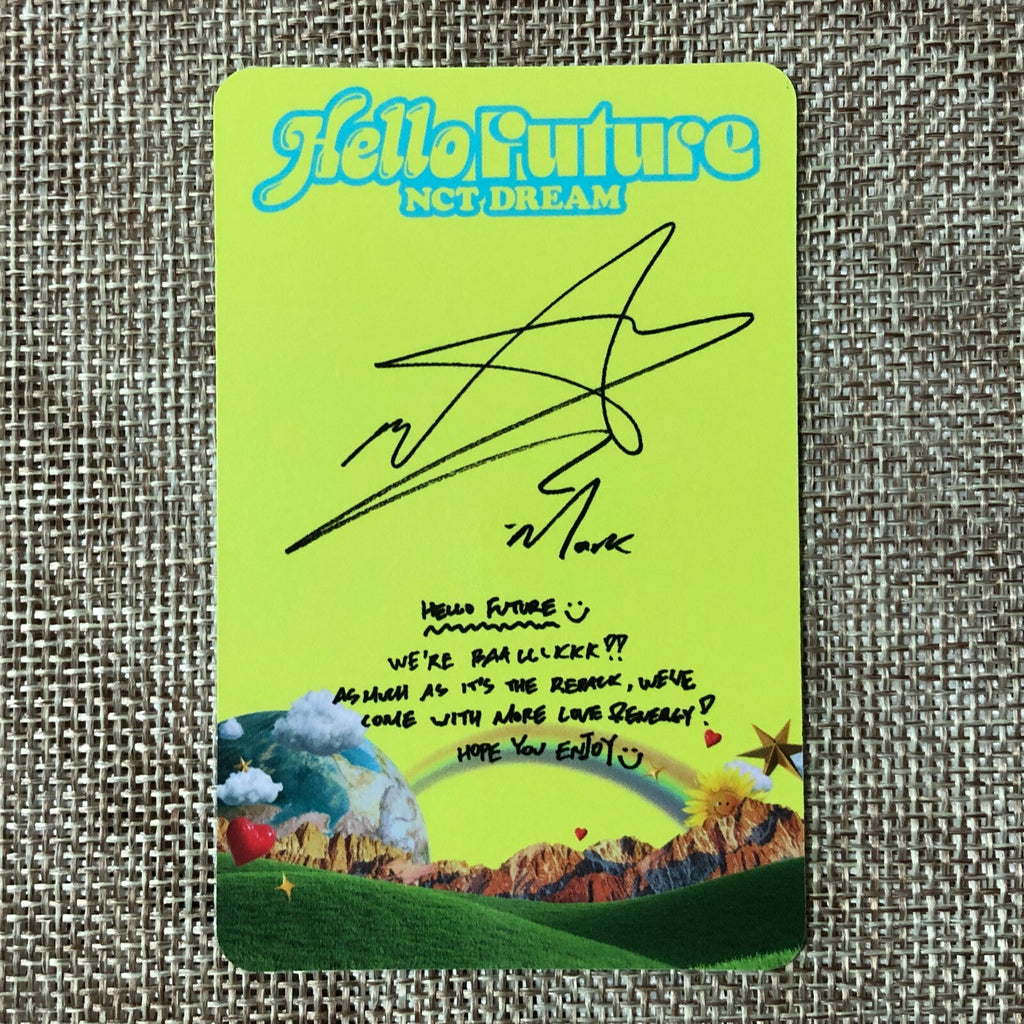 Hello Future
NCT DREAM
Mark
HELLO FUTURE
WE'RE BAALLLKKK!!
AS MUCH AS IT'S THE REPACK, WE'VE
COME WITH MORE LOVE & ENERGY!
HOPE YOU ENJOY